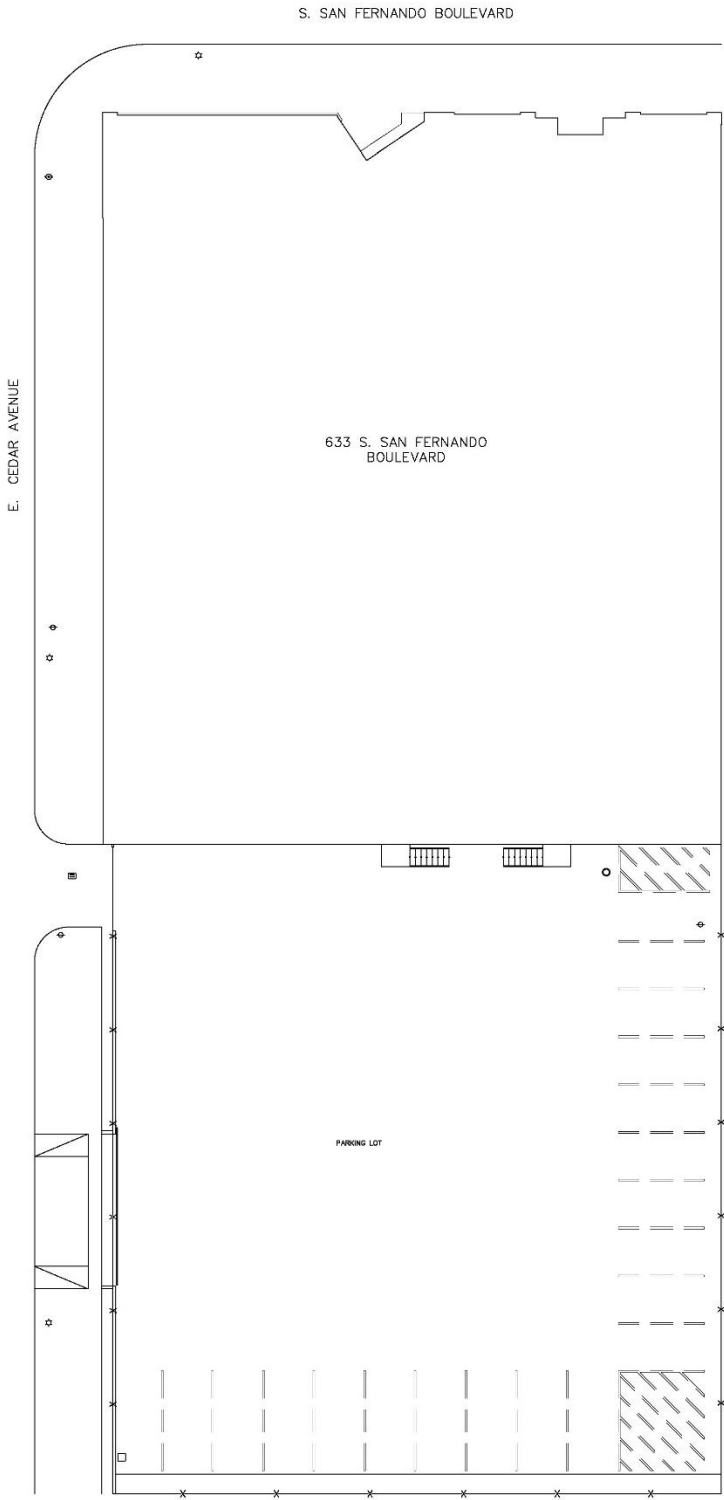 S. SAN FERNANDO BOULEVARD
E. CEDAR AVENUE
633 S. SAN FERNANDO
BOULEVARD
PARKING LOT